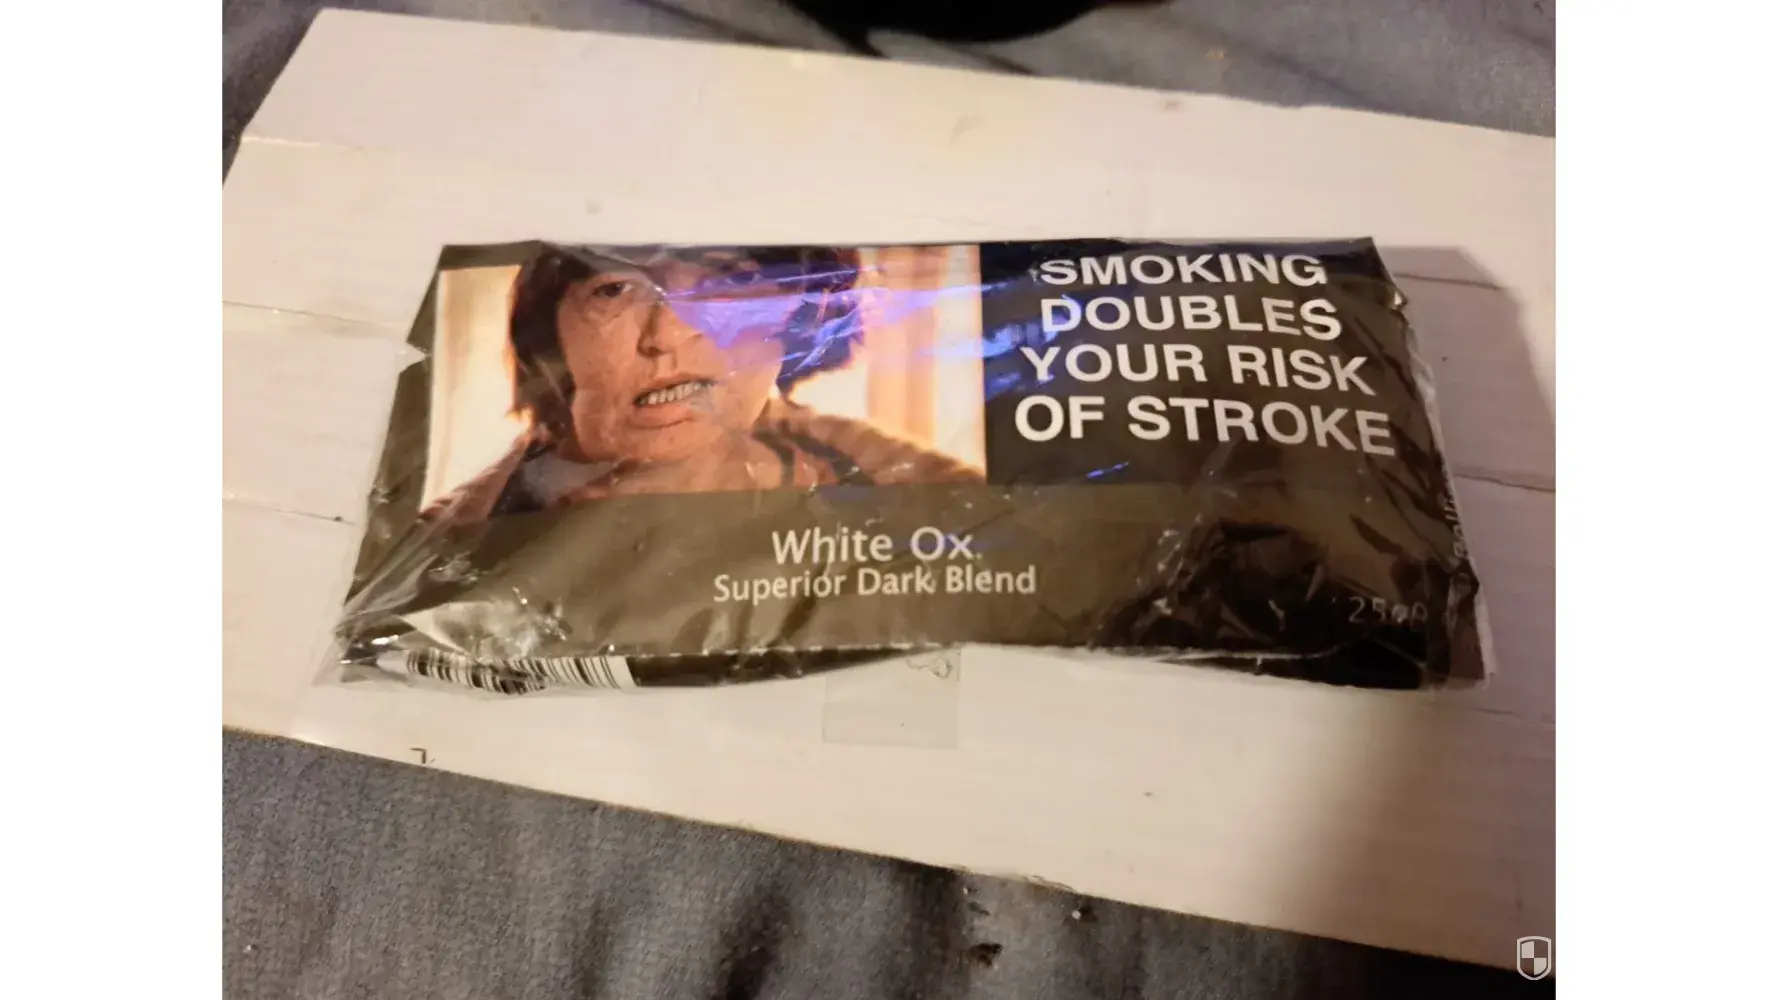 SMOKING
DOUBLES
YOUR RISK
OF STROKE
White Ox.
Superior Dark Blend